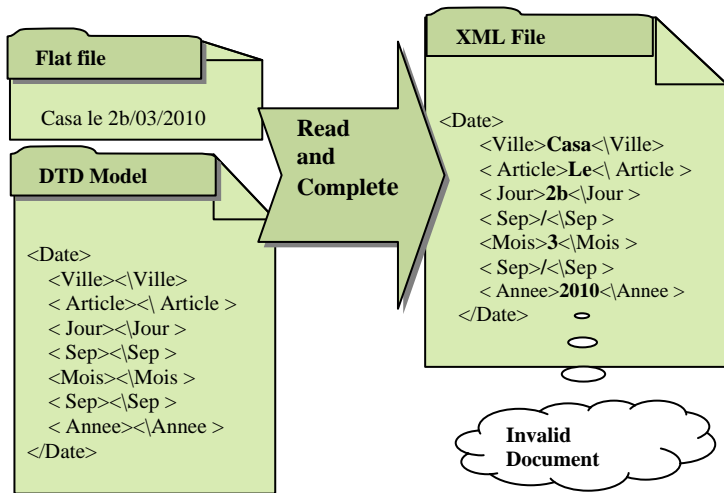 Flat file
Casa le 2b/03/2010
DTD Model
<Date>
<Ville><\Ville>
< Article><\ Article >
< Jour><\Jour >
< Sep><\Sep >
<Mois><\Mois >
< Sep><\Sep >
< Annee><\Annee >
</Date>
Read
and
Complete
XML File
<Date>
<Ville>Casa<\Ville>
< Article>Le<\ Article >
< Jour>2b<\Jour >
< Sep>/<\Sep >
<Mois>3<\Mois >
< Sep>/<\Sep >
< Annee>2010<\Annee >
</Date>
Invalid
Document